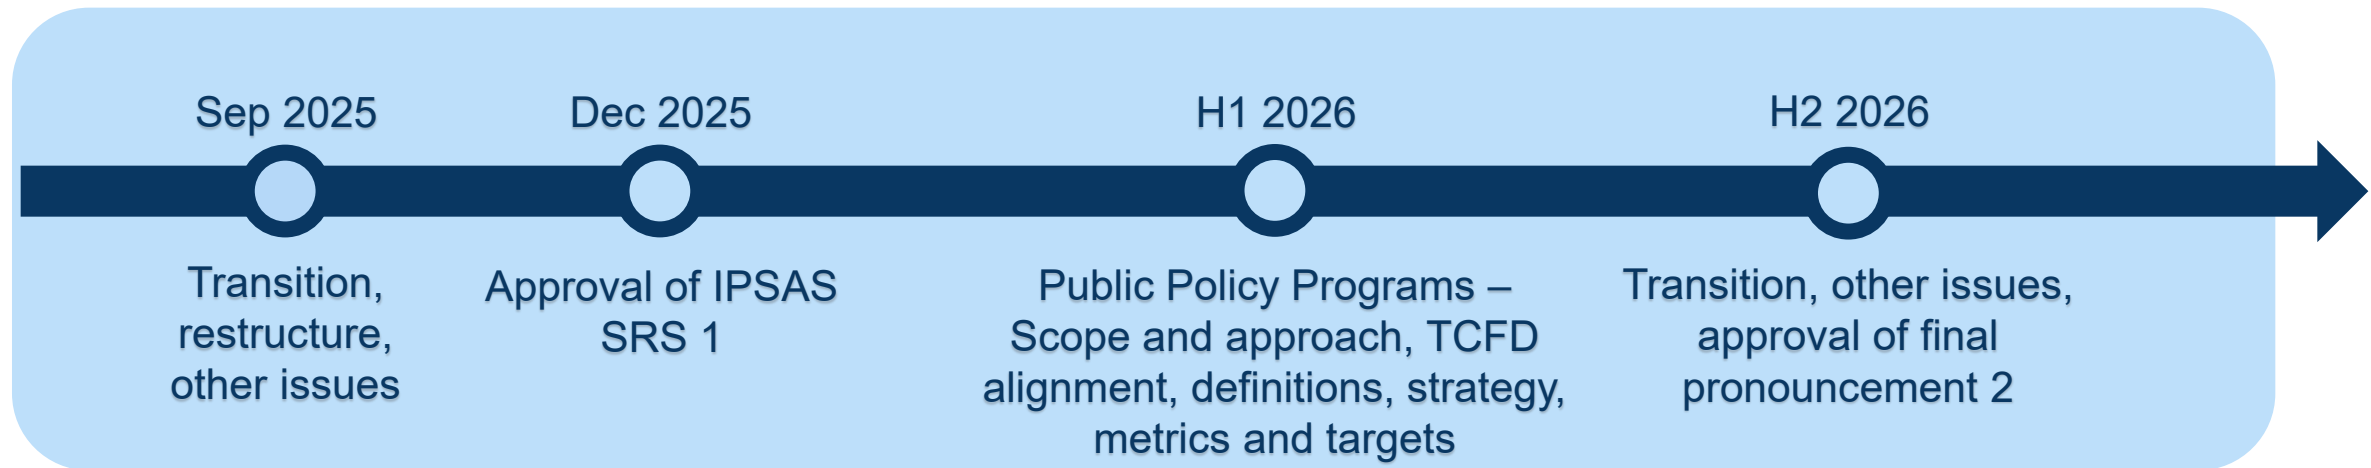 Sep 2025
Transition,
restructure,
other issues
Dec 2025
Approval of IPSAS
SRS 1
H1 2026
Public Policy Programs –
Scope and approach, TCFD
alignment, definitions, strategy,
metrics and targets
H2 2026
Transition, other issues,
approval of final
pronouncement 2